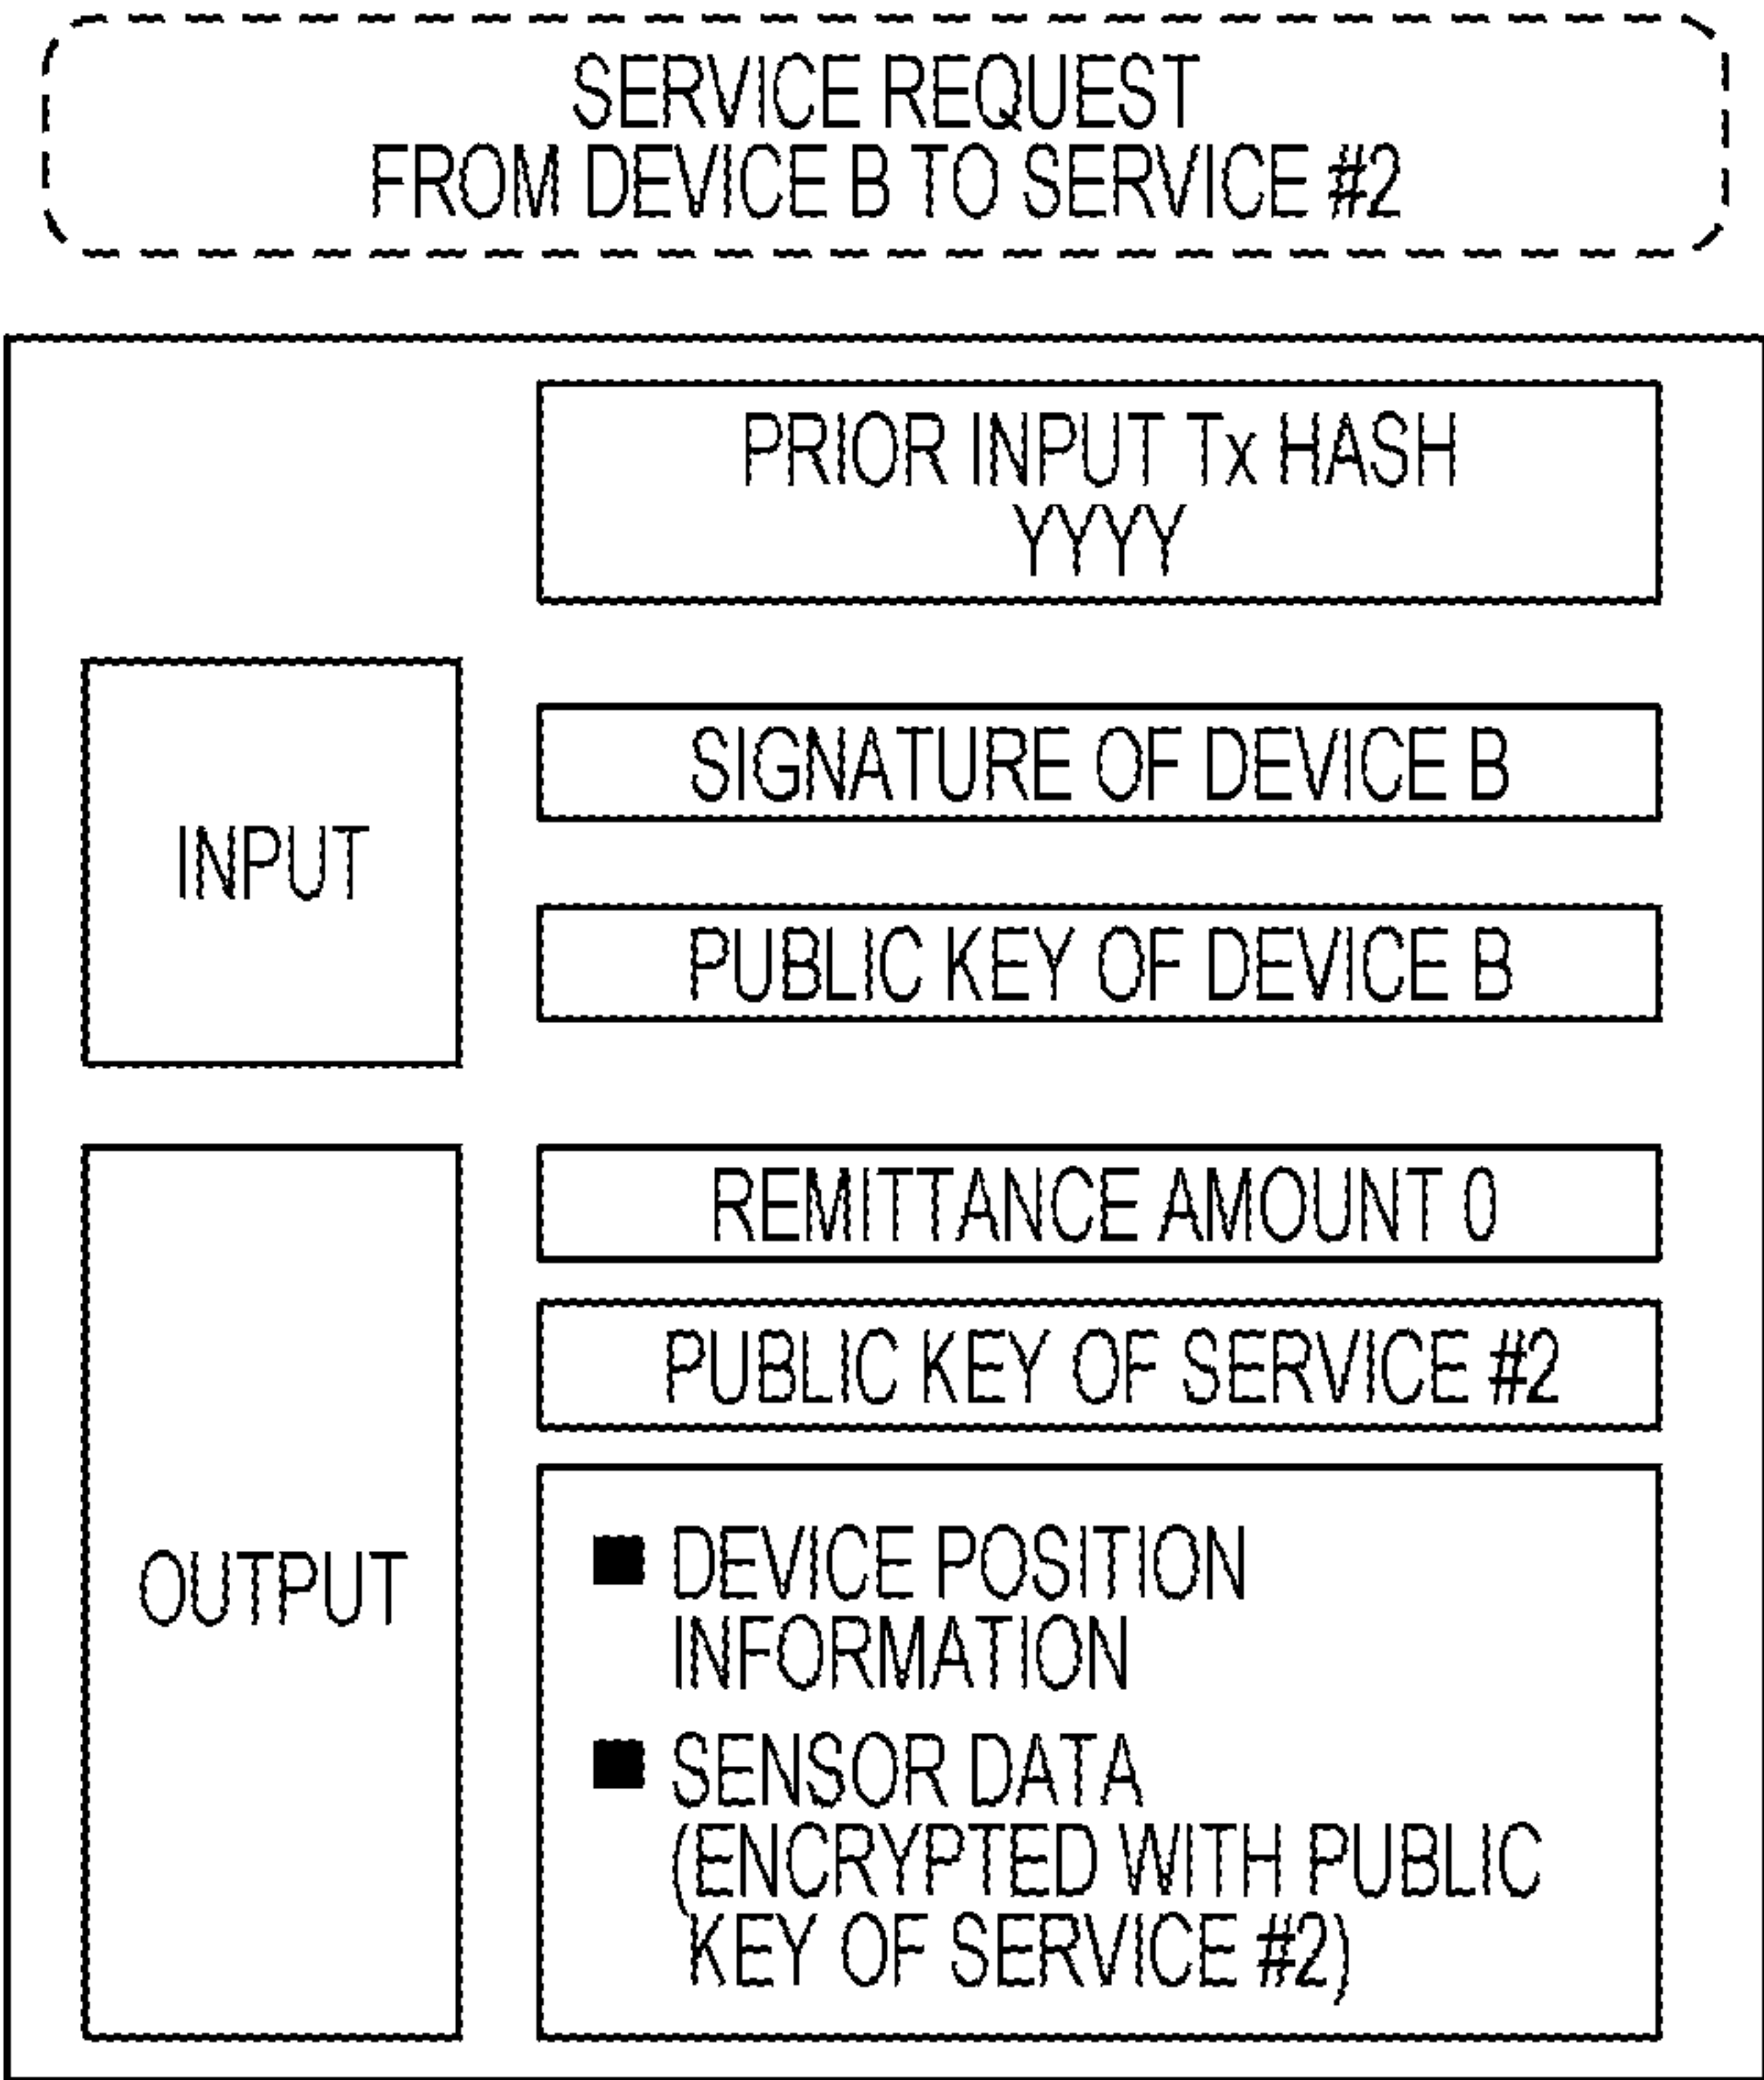 SERVICE REQUEST
FROM DEVICE B TO SERVICE #2
PRIOR INPUT Tx HASH
YYYY
INPUT
SIGNATURE OF DEVICE B
PUBLIC KEY OF DEVICE B
OUTPUT
REMITTANCE AMOUNT 0
PUBLIC KEY OF SERVICE #2
■ DEVICE POSITION
INFORMATION
■ SENSOR DATA
(ENCRYPTED WITH PUBLIC
KEY OF SERVICE #2)